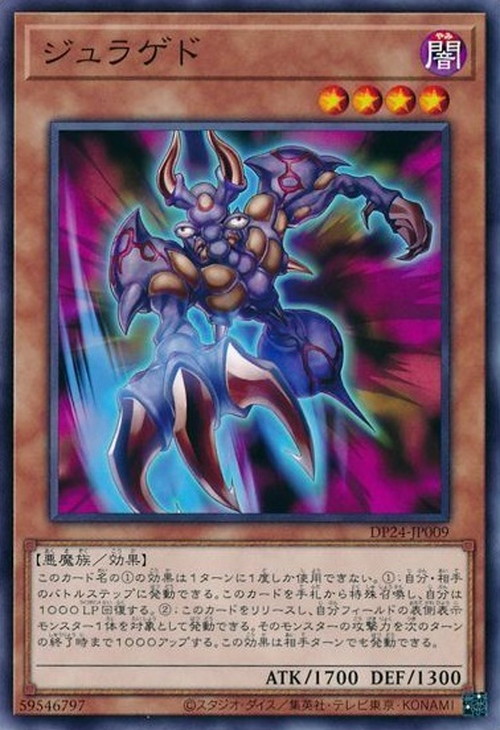 ジュラゲド
闇
DP24-JP009
【悪魔族/効果】
このカード名の①の効果は1ターンに1度しか使用できない。①:自分・相手
のバトルステップに発動できる。このカードを手札から特殊召喚し、自分は
1000LP回復する。②:このカードをリリースし、自分フィールドの表側表示
モンスター1体を対象として発動できる。そのモンスターの攻撃力を次のターン
の終了時まで1000アップする。この効果は相手ターンでも発動できる。
ATK/1700 DEF/1300
59546797 ©スタジオ・ダイス/集英社・テレビ東京・KONAMI